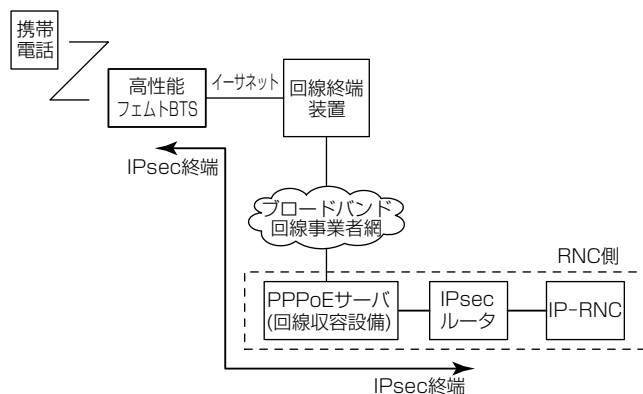 携帯
電話
高性能
フェムトBTS
イーサネット
回線終端
装置
IPsec終端
ブロードバンド
回線事業者網
RNC側
PPPoEサーバ
(回線収容設備)
IPsec
ルータ
IP-RNC
IPsec終端